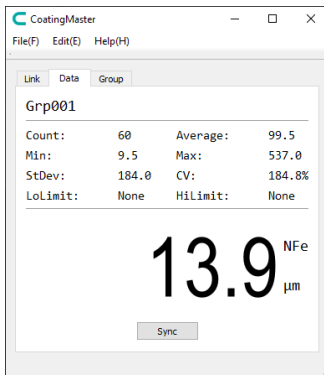 CoatingMaster
File(F) Edit(E) Help(H)
Link Data Group
Grp001
Count: 60 Average: 99.5
Min: 9.5 Max: 537.0
StDev: 184.0 CV: 184.8%
LoLimit: None HiLimit: None
13.9 NFe
μm
Sync